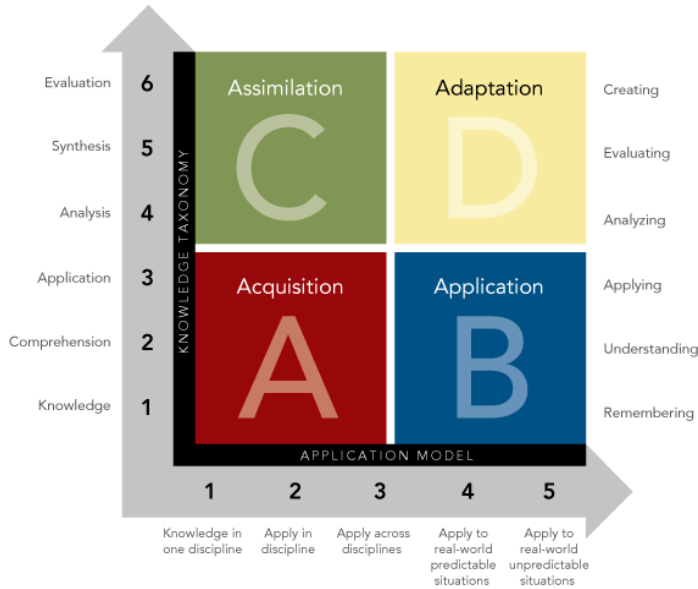 Evaluation
6
Synthesis
5
Analysis
4
Application
3
Comprehension
2
Knowledge
1
KNOWLEDGE TAXONOMY
Assimilation
C
Adaptation
D
Acquisition
A
Application
B
Creating
Evaluating
Analyzing
Applying
Understanding
Remembering
APPLICATION MODEL
1
2
3
4
5
Knowledge in
one discipline
Apply in
discipline
Apply across
disciplines
Apply to
real-world
predictable
situations
Apply to
real-world
unpredictable
situations